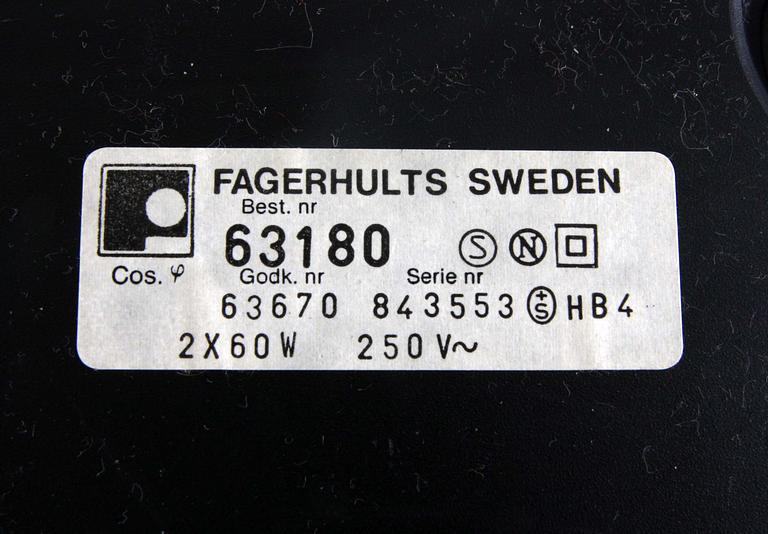 FAGERHULTS SWEDEN
Best. nr
63180 S N
Cos. φ Godk. nr Serie nr
63670 843553 +S HB4
2X60W 250V~